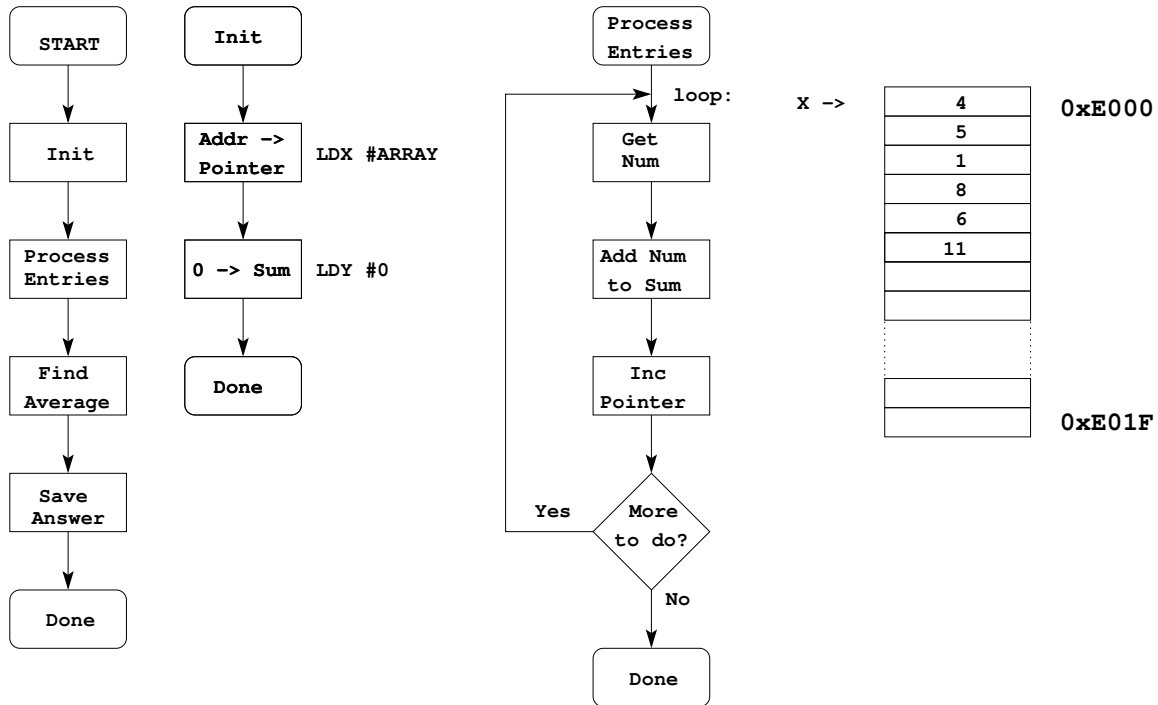 START
Init
Process
Entries
Find
Average
Save
Answer
Done
Init
Addr ->
Pointer
LDX #ARRAY
0 -> Sum
LDY #0
Done
Process
Entries
loop:
Get
Num
Add Num
to Sum
Inc
Pointer
More
to do?
Yes
No
Done
X ->
4
0xE000
5
1
8
6
11
0xE01F